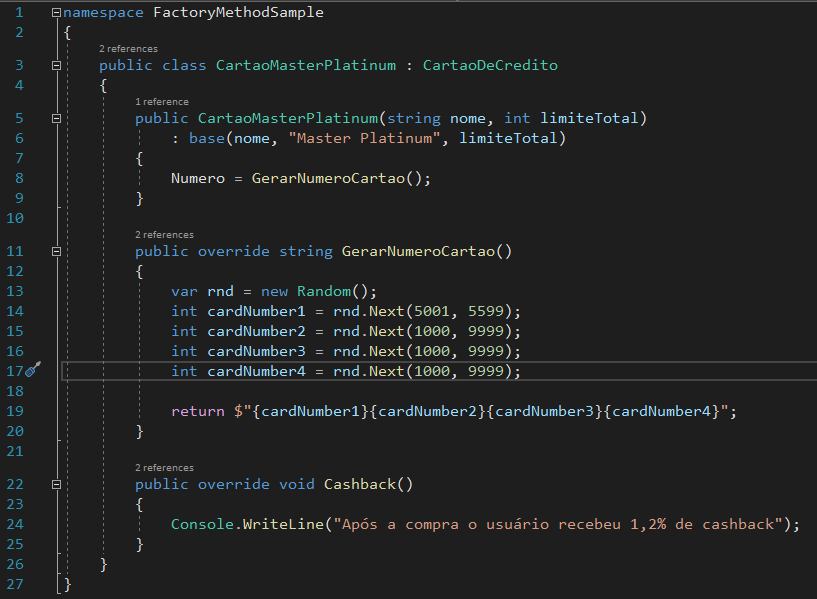 1 namespace FactoryMethodSample
2 {
2 references
3 public class CartaoMasterPlatinum : CartaoDeCredito
4 {
1 reference
5 public CartaoMasterPlatinum(string nome, int limiteTotal)
6 : base(nome, "Master Platinum", limiteTotal)
7 {
8 Numero = GerarNumeroCartao();
9 }
10
2 references
11 public override string GerarNumeroCartao()
12 {
13 var rnd = new Random();
14 int cardNumber1 = rnd.Next(5001, 5599);
15 int cardNumber2 = rnd.Next(1000, 9999);
16 int cardNumber3 = rnd.Next(1000, 9999);
17 int cardNumber4 = rnd.Next(1000, 9999);
18
19 return $"{cardNumber1}{cardNumber2}{cardNumber3}{cardNumber4}";
20 }
21
2 references
22 public override void Cashback()
23 {
24 Console.WriteLine("Após a compra o usuário recebeu 1,2% de cashback");
25 }
26 }
27 }